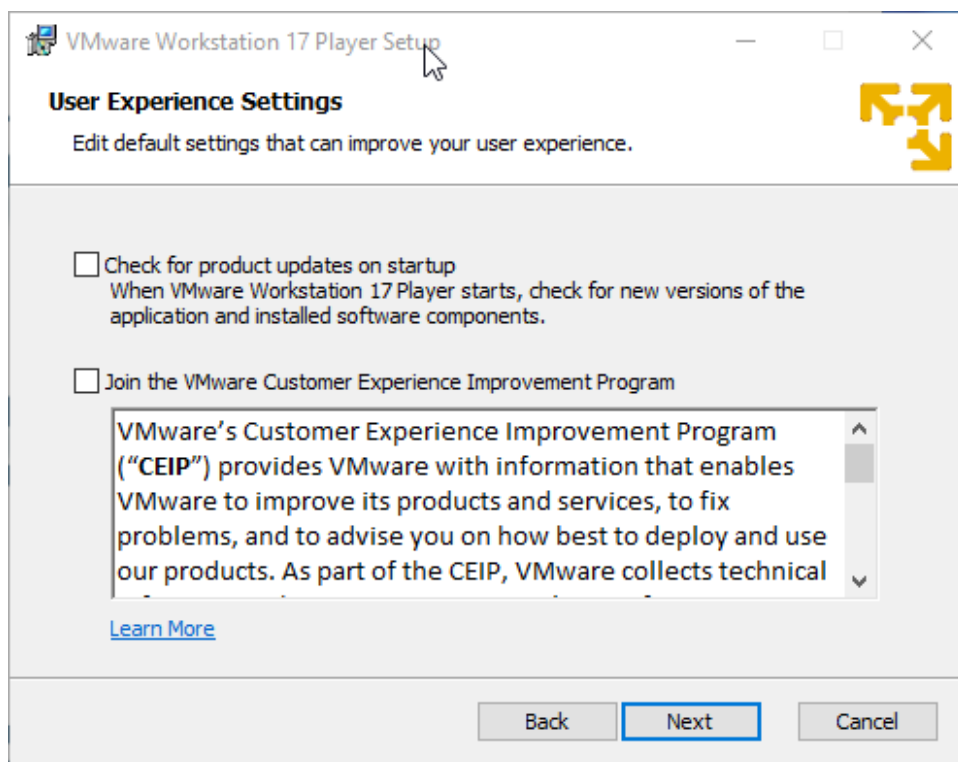 VMware Workstation 17 Player Setup
User Experience Settings
Edit default settings that can improve your user experience.
Check for product updates on startup
When VMware Workstation 17 Player starts, check for new versions of the
application and installed software components.
Join the VMware Customer Experience Improvement Program
VMware’s Customer Experience Improvement Program
(“CEIP”) provides VMware with information that enables
VMware to improve its products and services, to fix
problems, and to advise you on how best to deploy and use
our products. As part of the CEIP, VMware collects technical
Learn More
Back
Next
Cancel